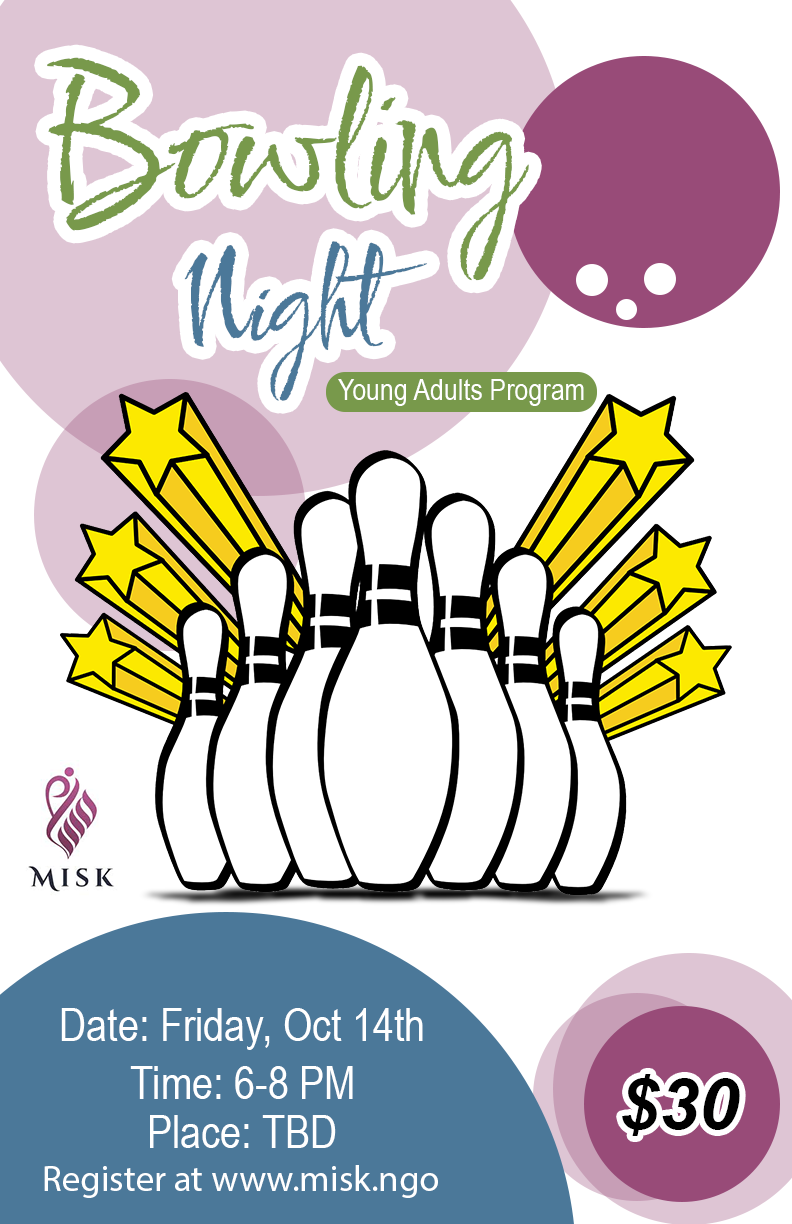 Bowling
Night
Young Adults Program
MISK
Date: Friday, Oct 14th
Time: 6-8 PM
Place: TBD
Register at www.misk.ngo
$30